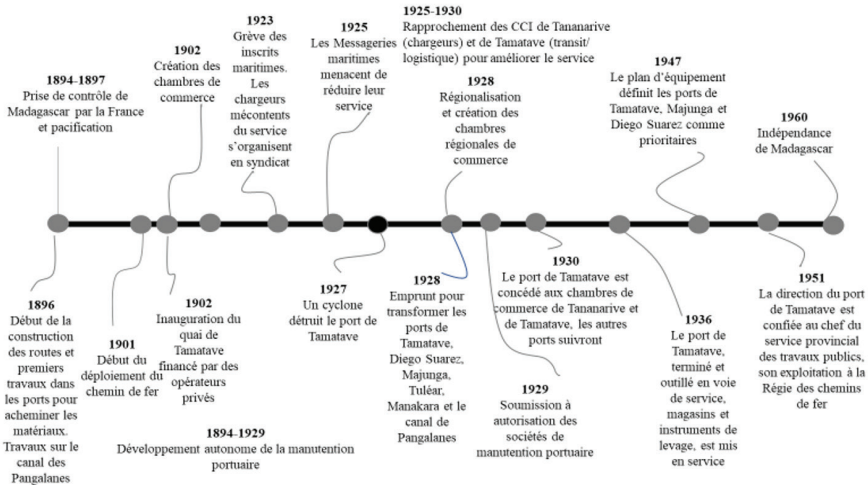 1894-1897
Prise de contrôle de
Madagascar par la France
et pacification
1902
Création des
chambres de
commerce
1923
Grève des
inscrits
maritimes.
Les
chargeurs
mécontents
du service
s'organisent
en syndicat
1925
Les Messageries
maritimes
menacent de
réduire leur
service
1925-1930
Rapprochement des CCI de Tananarive
(chargeurs) et de Tamatave (transit/
logistique) pour améliorer le service
1928
Régionalisation
et création des
chambres
régionales de
commerce
1947
Le plan d'équipement
définit les ports de
Tamatave, Majunga et
Diego Suarez comme
prioritaires
1960
Indépendance
de Madagascar
1896
Début de la
construction
des routes et
premiers
travaux dans
les ports pour
acheminer les
matériaux.
Travaux sur le
canal des
Pangalanes
1901
Début du
déploiement du
chemin de fer
1902
Inauguration du
quai de
Tamatave
financé par des
opérateurs
privés
1894-1929
Développement autonome de la manutention
portuaire
1927
Un cyclone
détruit le port de
Tamatave
1928
Emprunt pour
transformer les
ports de
Tamatave,
Diego Suarez,
Majunga,
Tuléar,
Manakara et le
canal de
Pangalanes
1930
Le port de Tamatave est
concédé aux chambres de
commerce de Tananarive et
de Tamatave, les autres
ports suivront
1929
Soumission à
autorisation des
sociétés de
manutention portuaire
1936
Le port de
Tamatave,
terminé et
outillé en voie
de service,
magasins et
instruments de
levage, est mis
en service
1951
La direction du port
de Tamatave est
confiée au chef du
service provincial
des travaux publics,
son exploitation à la
Régie des chemins
de fer